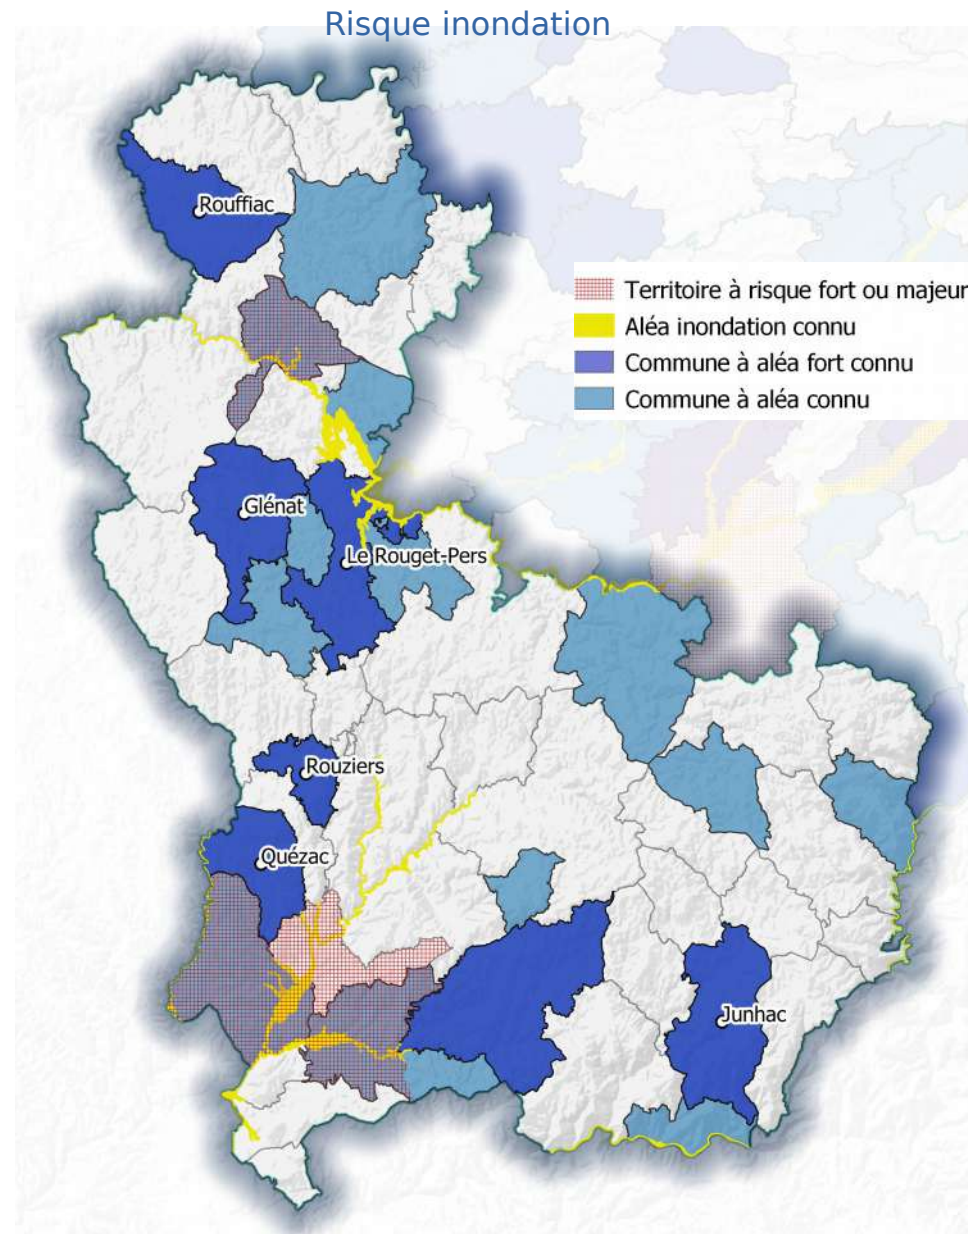 Risque inondation
Rouffiac
Territoire à risque fort ou majeur
Aléa inondation connu
Commune à aléa fort connu
Commune à aléa connu
Glénat
Le Rouget-Pers
Rouziers
Quézac
Junhac